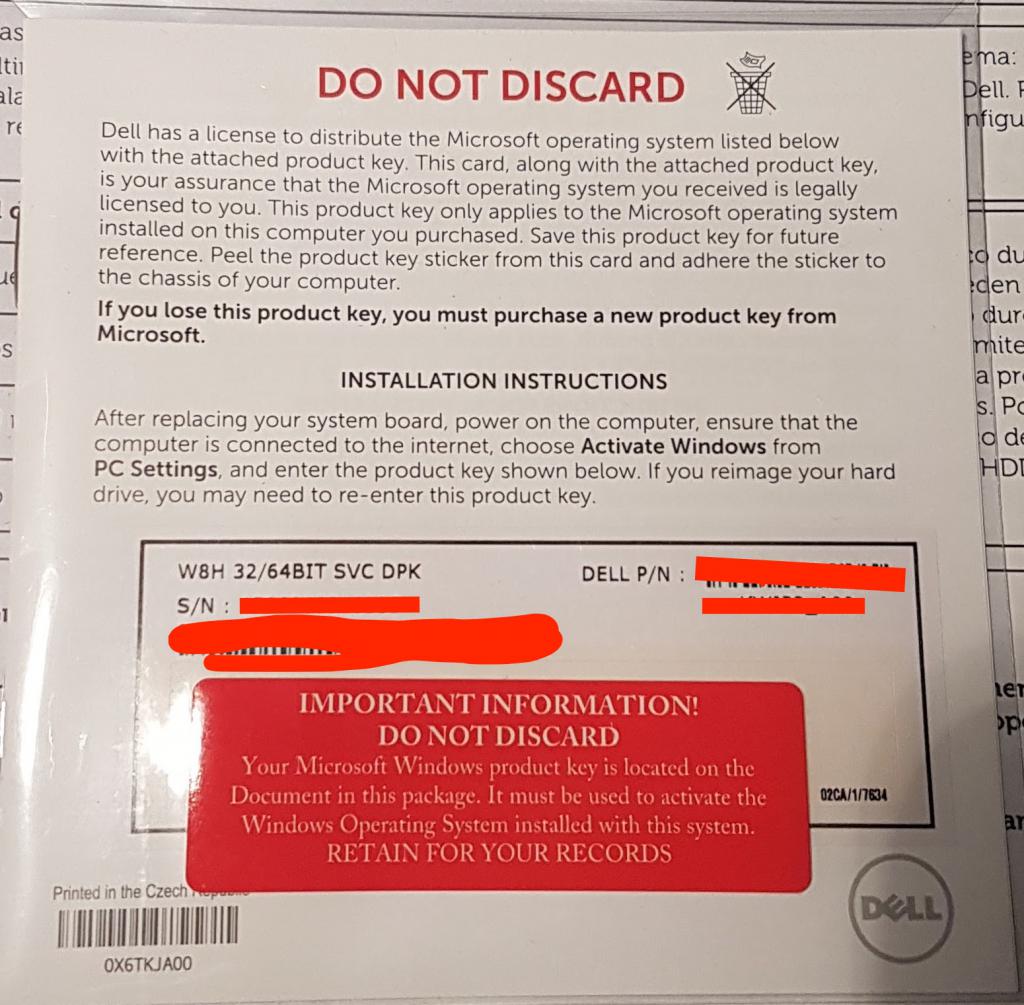 DO NOT DISCARD
Dell has a license to distribute the Microsoft operating system listed below
with the attached product key. This card, along with the attached product key,
is your assurance that the Microsoft operating system you received is legally
licensed to you. This product key only applies to the Microsoft operating system
installed on this computer you purchased. Save this product key for future
reference. Peel the product key sticker from this card and adhere the sticker to
the chassis of your computer.
If you lose this product key, you must purchase a new product key from
Microsoft.
INSTALLATION INSTRUCTIONS
After replacing your system board, power on the computer, ensure that the
computer is connected to the internet, choose Activate Windows from
PC Settings, and enter the product key shown below. If you reimage your hard
drive, you may need to re-enter this product key.
W8H 32/64BIT SVC DPK
DELL P/N :
S/N :
IMPORTANT INFORMATION!
DO NOT DISCARD
Your Microsoft Windows product key is located on the
Document in this package. It must be used to activate the
Windows Operating System installed with this system.
RETAIN FOR YOUR RECORDS
02CA/1/7634
Printed in the Czech
0X6TKJA00
DELL